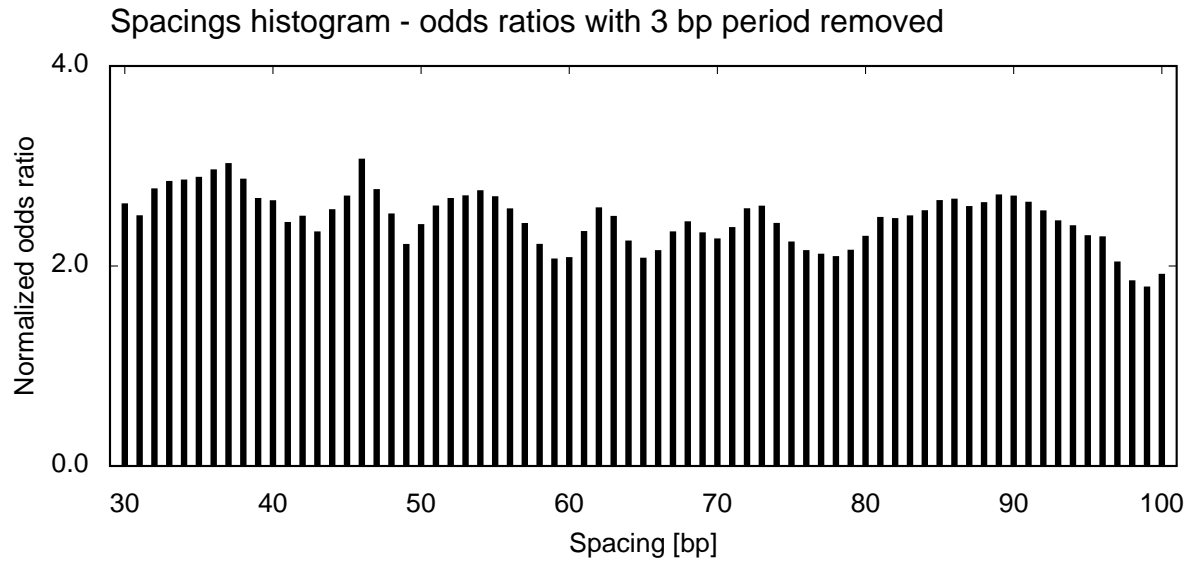 Spacings histogram - odds ratios with 3 bp period removed
4.0
2.0
0.0
Normalized odds ratio
30 40 50 60 70 80 90 100
Spacing [bp]